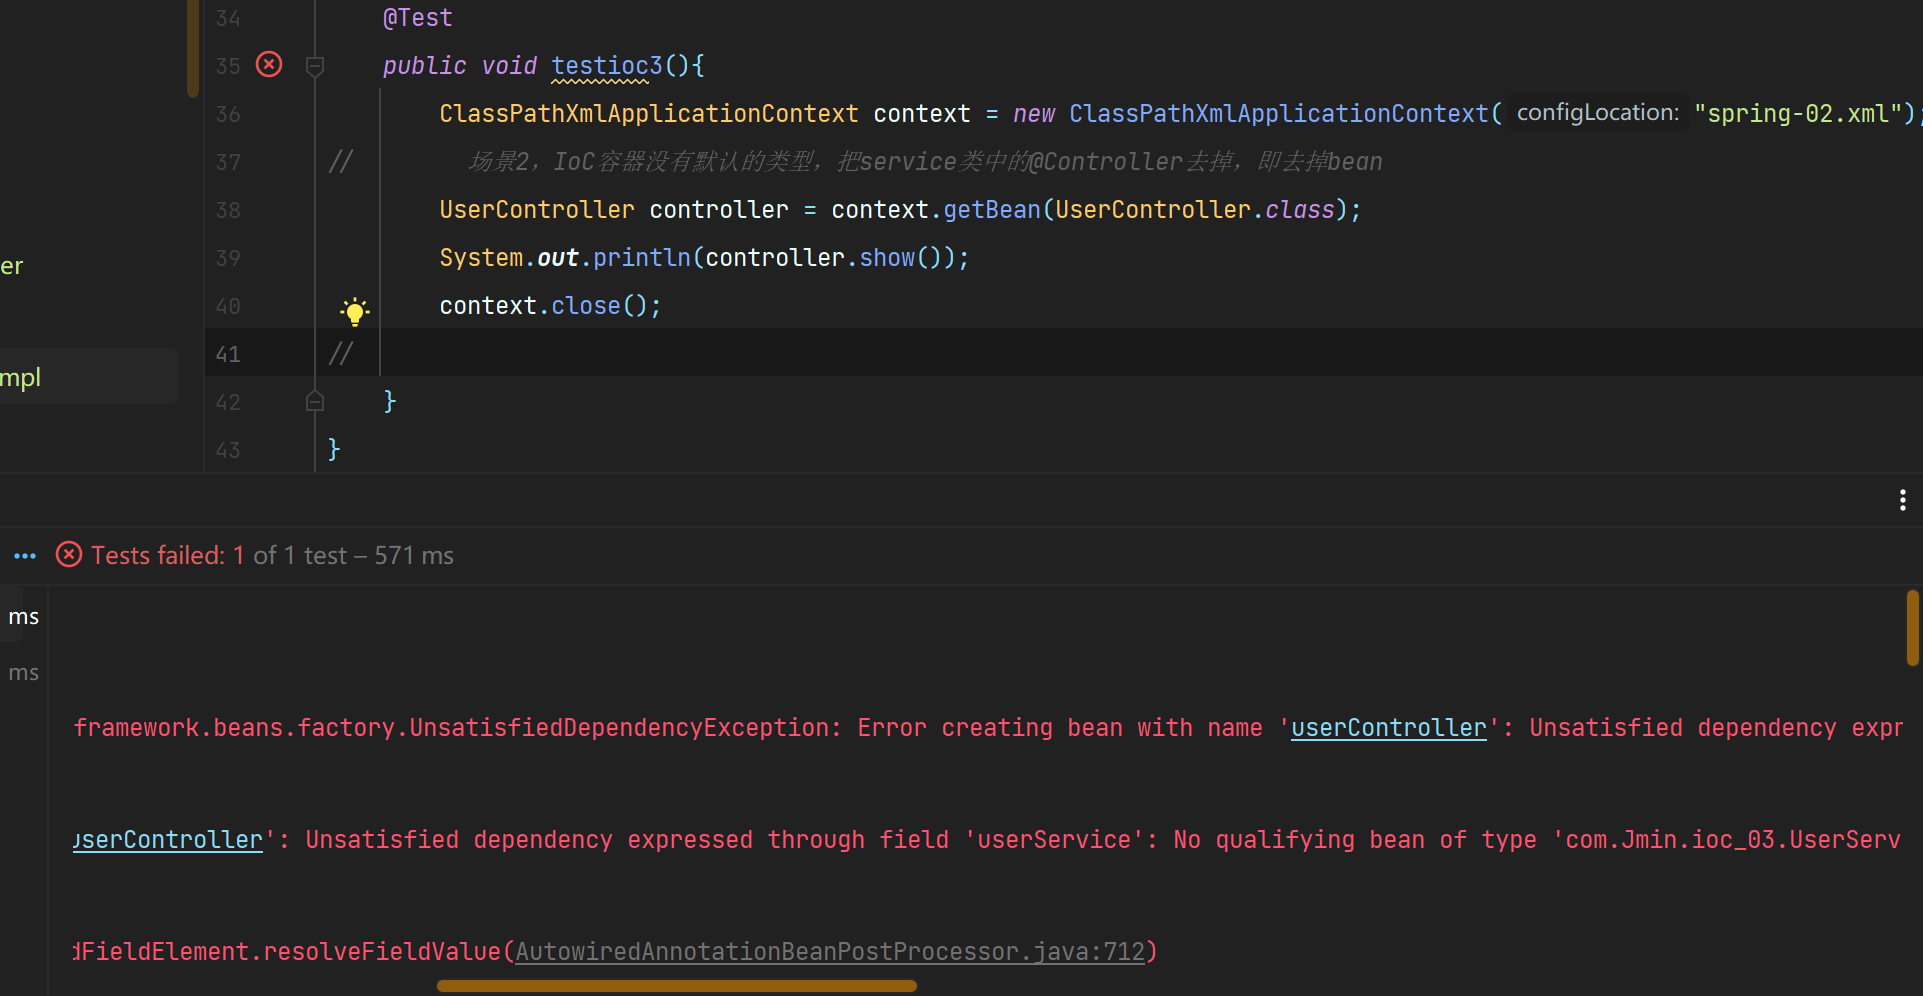 34 @Test
35 public void testioc3(){
36 ClassPathXmlApplicationContext context = new ClassPathXmlApplicationContext( configLocation: "spring-02.xml");
37 // 场景2，IoC容器没有默认的类型，把service类中的@Controller去掉，即去掉bean
38 UserController controller = context.getBean(UserController.class);
er
39 System.out.println(controller.show());
40 context.close();
41 //
mpl
42 }
43 }
Tests failed: 1 of 1 test – 571 ms
ms
ms
framework.beans.factory.UnsatisfiedDependencyException: Error creating bean with name 'userController': Unsatisfied dependency expr
userController': Unsatisfied dependency expressed through field 'userService': No qualifying bean of type 'com.Jmin.ioc_03.UserServ
dFieldElement.resolveFieldValue(AutowiredAnnotationBeanPostProcessor.java:712)